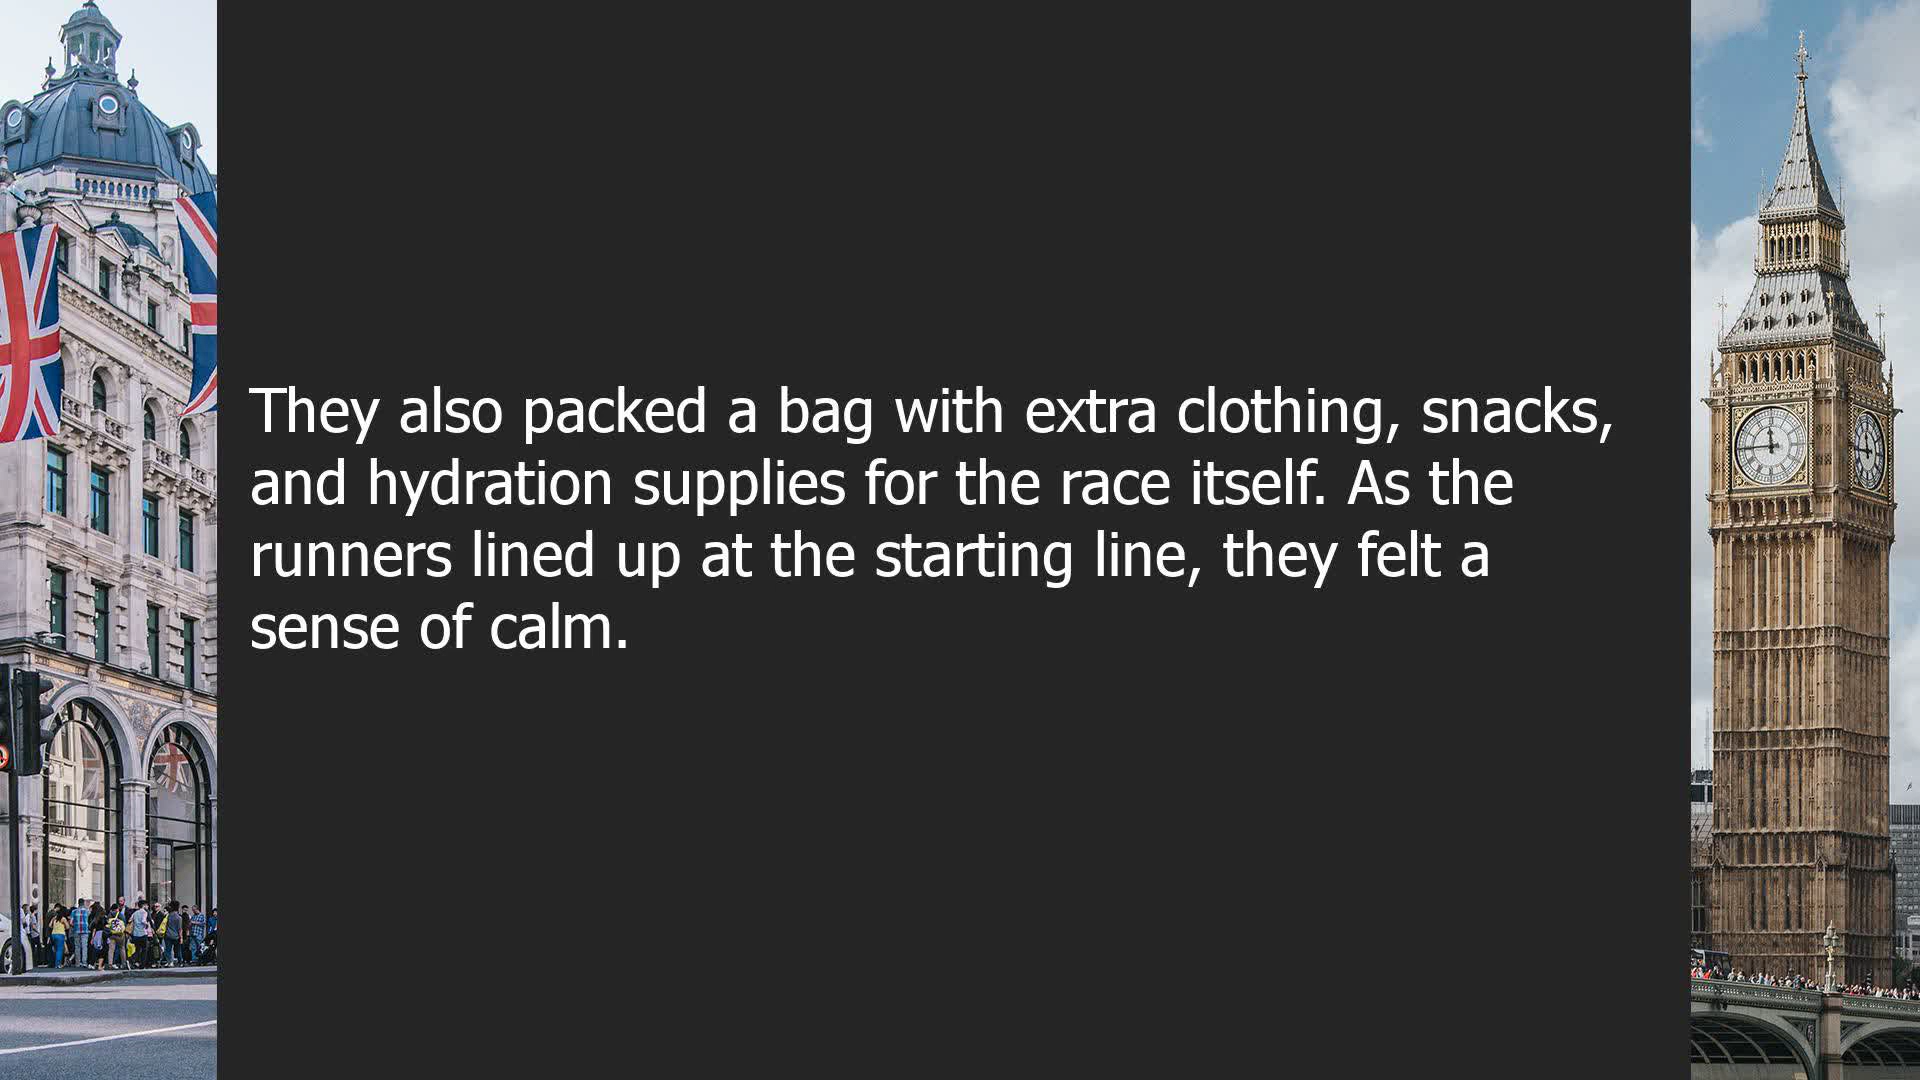 They also packed a bag with extra clothing, snacks,
and hydration supplies for the race itself. As the
runners lined up at the starting line, they felt a
sense of calm.